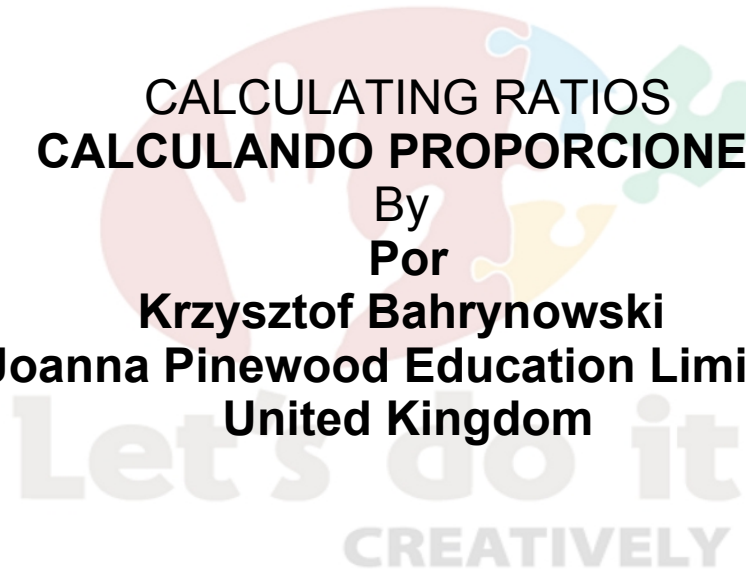 CALCULATING RATIOS
CALCULANDO PROPORCIONE
By
Por
Krzysztof Bahrynowski
Joanna Pinewood Education Limi
United Kingdom
Let's do it
CREATIVELY